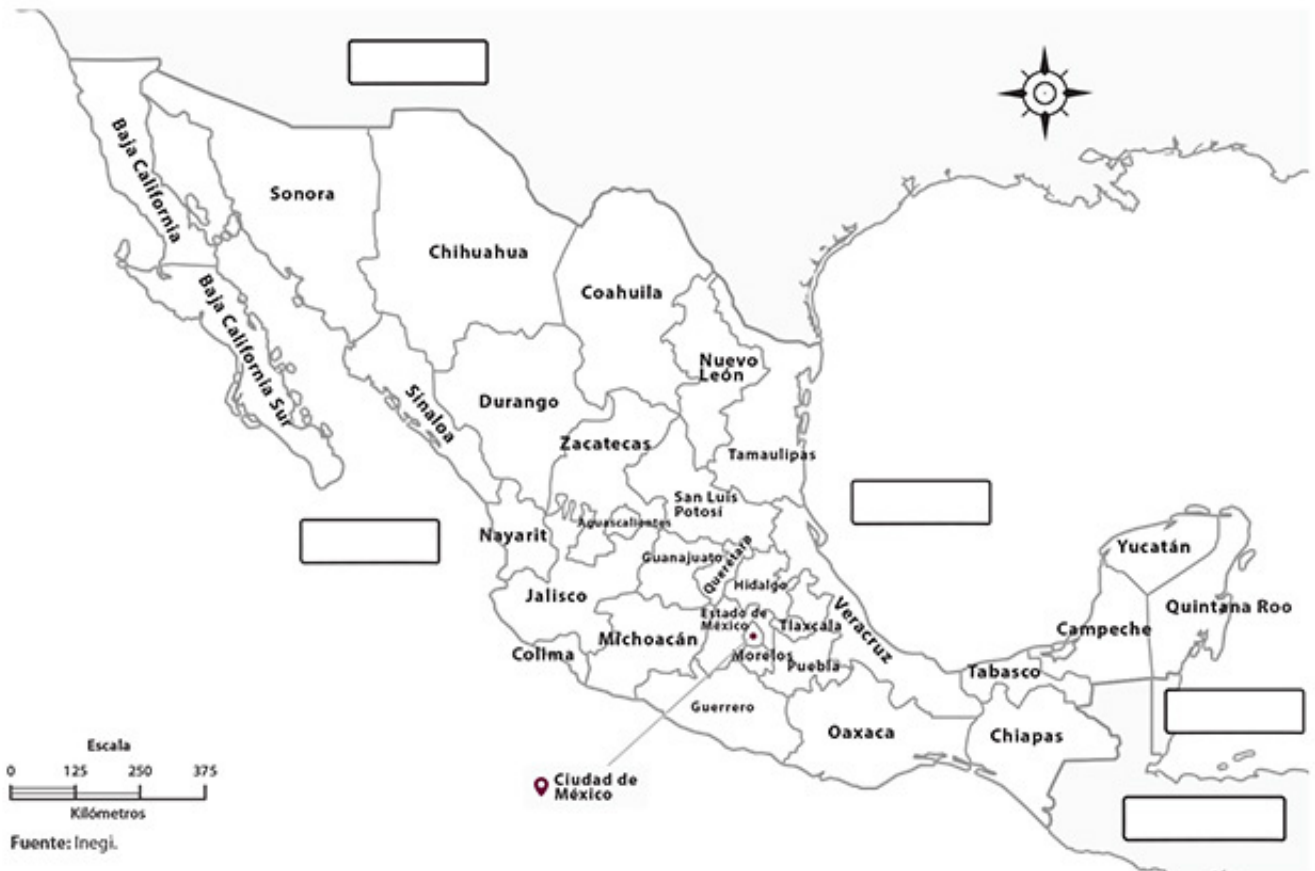 Baja California
Sonora
Chihuahua
Coahuila
Baja California Sur
Nuevo
León
Sinaloa
Durango
Zacatecas
Tamaulipas
San Luis
Potosí
Aguascalientes
Nayarit
Guanajuato
Querétaro
Hidalgo
Yucatán
Jalisco
Quintana Roo
Estado de
México
Tlaxcala
Veracruz
Campeche
Michoacán
Colima
Morelos
Puebla
Tabasco
Guerrero
Oaxaca
Chiapas
Ciudad de
México
Escala
0 125 250 375
Kilómetros
Fuente: Inegi.